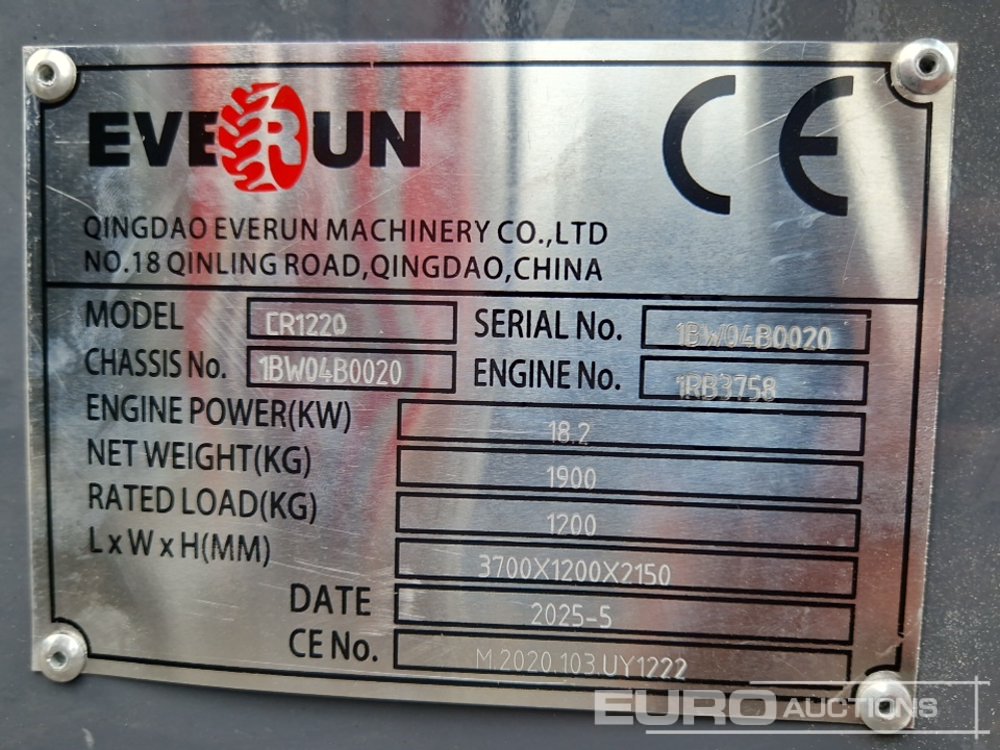 EVERUN
CE
QINGDAO EVERUN MACHINERY CO.,LTD
NO.18 QINLING ROAD,QINGDAO,CHINA
MODEL CR1220 SERIAL No. 1BW04B0020
CHASSIS No. 1BW04B0020 ENGINE No. 1RB3758
ENGINE POWER(KW) 18.2
NET WEIGHT(KG) 1900
RATED LOAD(KG) 1200
LxWxH(MM) 3700X1200X2150
DATE 2025-5
CE No. M.2020.103.UY1222
EURO AUCTIONS